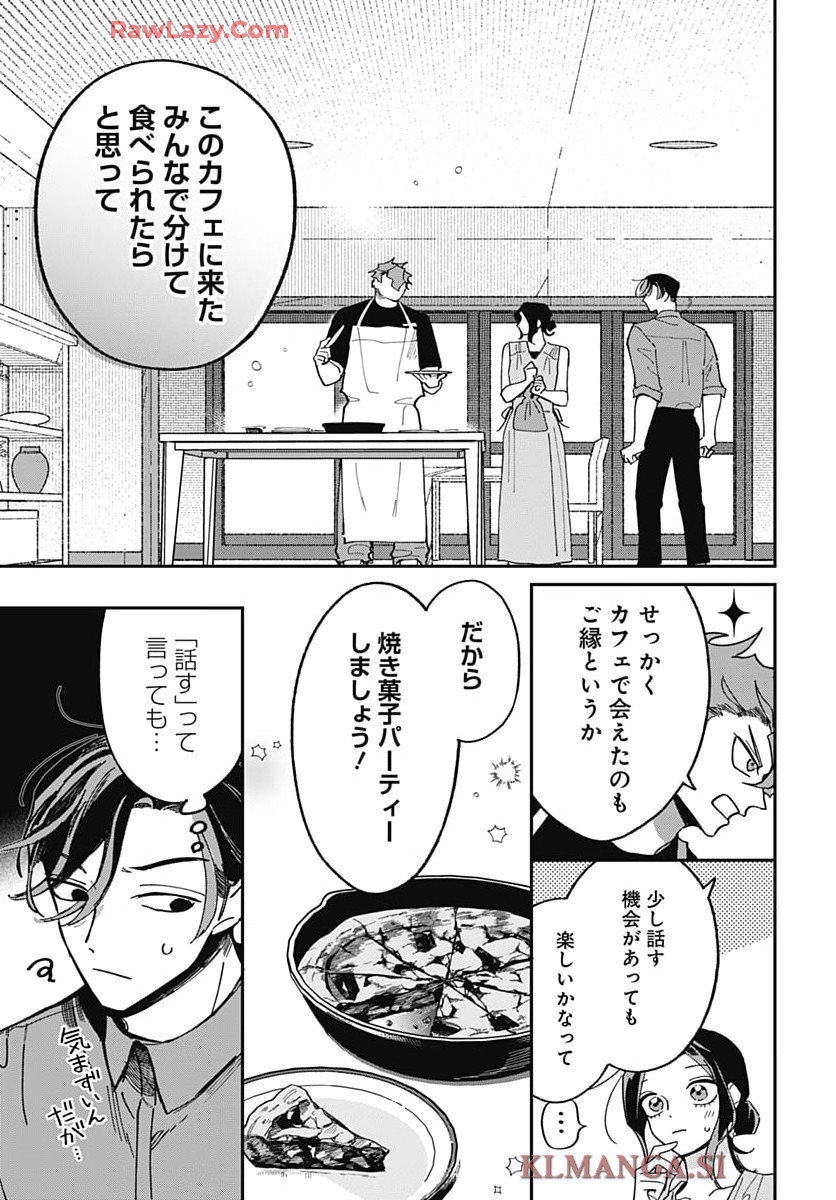 RawLazy.Com
このカフェに来た
みんなで分けて
食べられたら
と思って
せっかく
カフェで会えたのも
ご縁というか
少し話す
機会があっても
楽しいかなって
…
だから
焼き菓子パーティー
しましょう！
「話す」って
言っても…
気まずいん
だが…
KLMANGA.SI